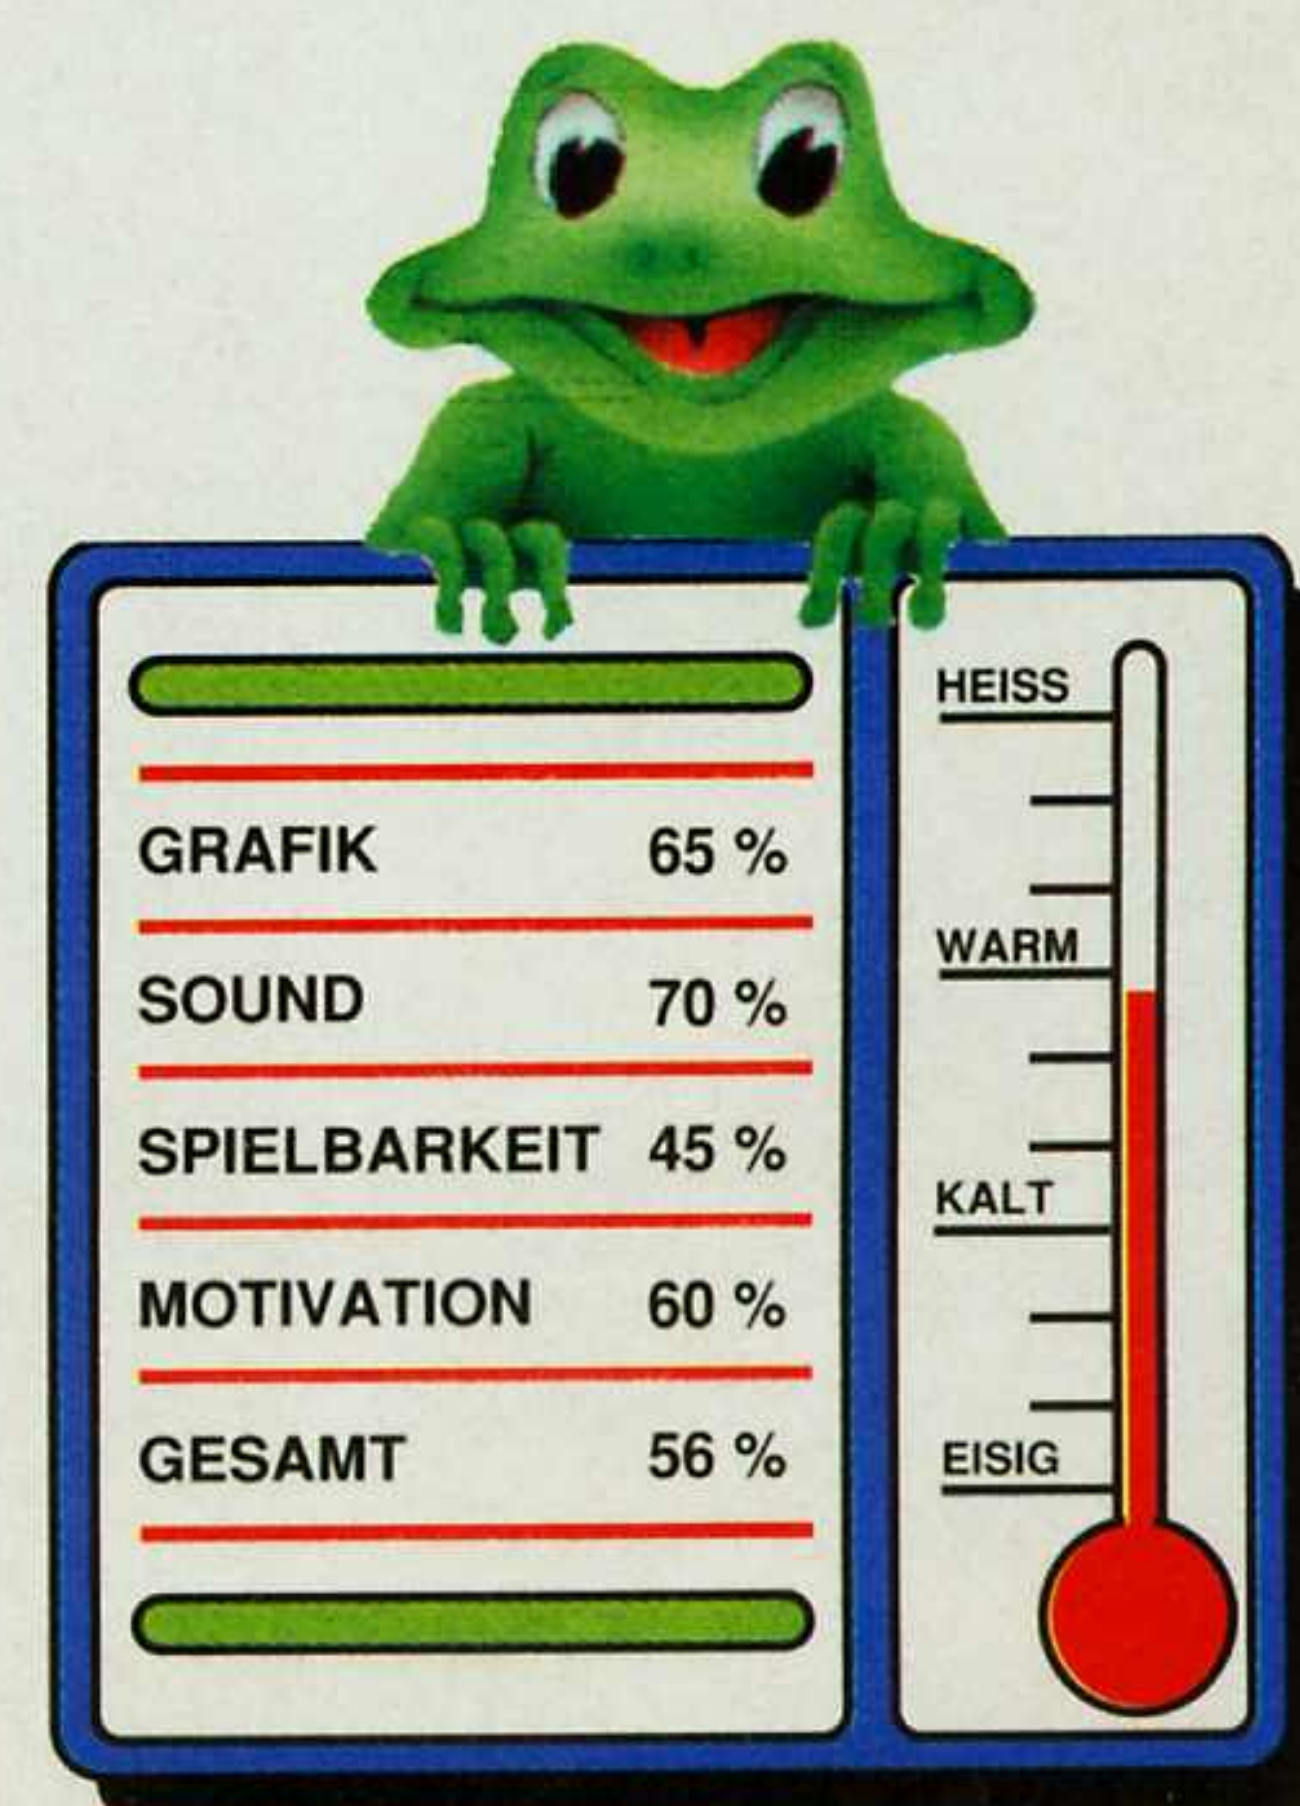 GRAFIK 65 %
SOUND 70 %
SPIELBARKEIT 45 %
MOTIVATION 60 %
GESAMT 56 %
HEISS
WARM
KALT
EISIG